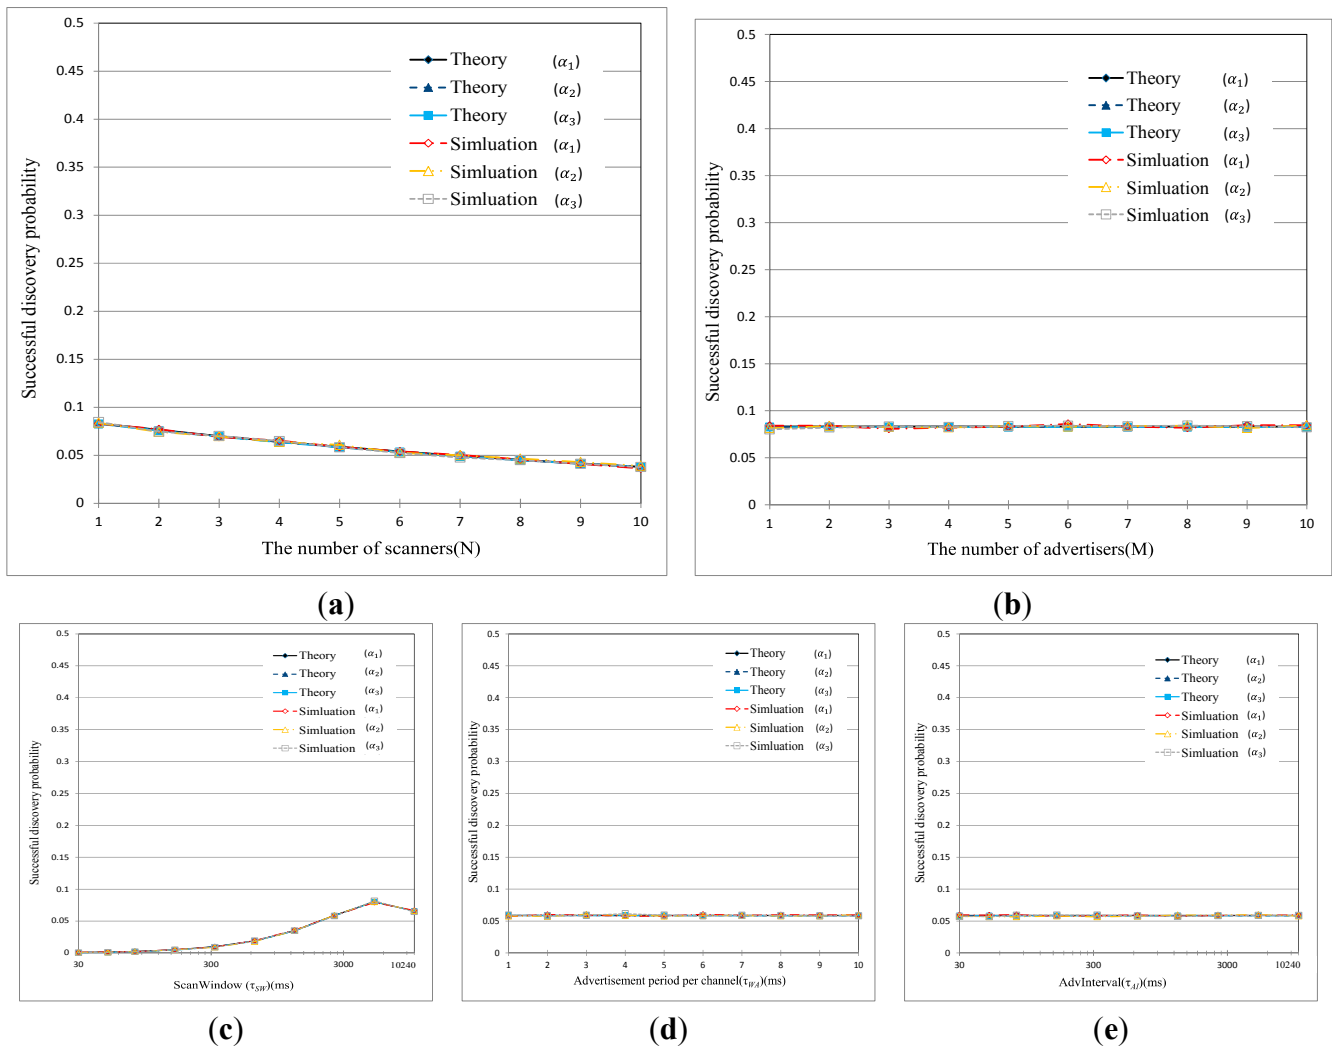 0.5
0.45
0.4
0.35
0.3
0.25
0.2
0.15
0.1
0.05
0
Successful discovery probability
Theory (α1)
Theory (α2)
Theory (α3)
Simluation (α1)
Simluation (α2)
Simluation (α3)
1 2 3 4 5 6 7 8 9 10
The number of scanners(N)
(a)
0.5
0.45
0.4
0.35
0.3
0.25
0.2
0.15
0.1
0.05
0
Successful discovery probability
Theory (α1)
Theory (α2)
Theory (α3)
Simluation (α1)
Simluation (α2)
Simluation (α3)
1 2 3 4 5 6 7 8 9 10
The number of advertisers(M)
(b)
0.5
0.45
0.4
0.35
0.3
0.25
0.2
0.15
0.1
0.05
0
Successful discovery probability
Theory (α1)
Theory (α2)
Theory (α3)
Simluation (α1)
Simluation (α2)
Simluation (α3)
30 300 3000 10240
ScanWindow (τSW)(ms)
(c)
0.5
0.45
0.4
0.35
0.3
0.25
0.2
0.15
0.1
0.05
0
Successful discovery probability
Theory (α1)
Theory (α2)
Theory (α3)
Simluation (α1)
Simluation (α2)
Simluation (α3)
1 2 3 4 5 6 7 8 9 10
Advertisement period per channel(τWA)(ms)
(d)
0.5
0.45
0.4
0.35
0.3
0.25
0.2
0.15
0.1
0.05
0
Successful discovery probability
Theory (α1)
Theory (α2)
Theory (α3)
Simluation (α1)
Simluation (α2)
Simluation (α3)
30 300 3000 10240
AdvInterval(τAI)(ms)
(e)